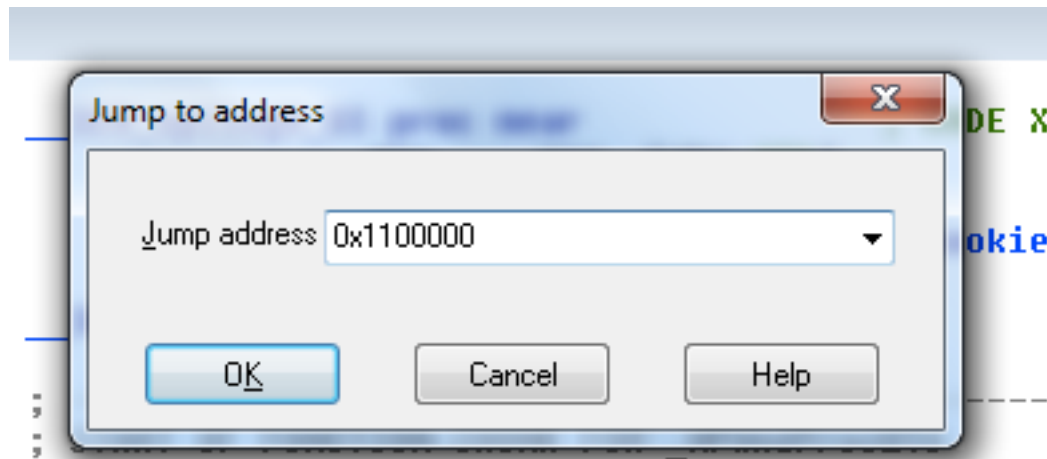 Jump to address
DE X
Jump address 0x1100000
okie
OK Cancel Help
;
;